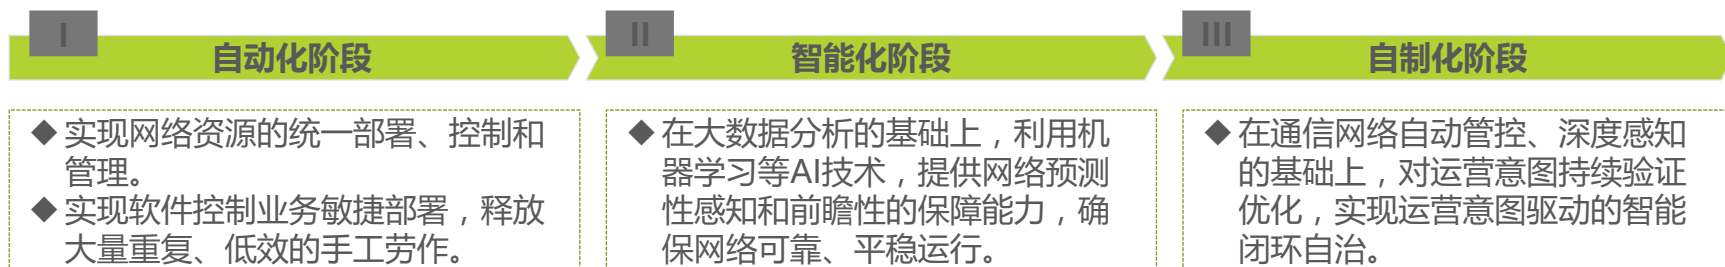 I
自动化阶段
◆实现网络资源的统一部署、控制和
管理。
◆实现软件控制业务敏捷部署，释放
大量重复、低效的手工劳作。
II
智能化阶段
◆在大数据分析的基础上，利用机
器学习等AI技术，提供网络预测
性感知和前瞻性的保障能力，确
保网络可靠、平稳运行。
III
自制化阶段
◆在通信网络自动管控、深度感知
的基础上，对运营意图持续验证
优化，实现运营意图驱动的智能
闭环自治。